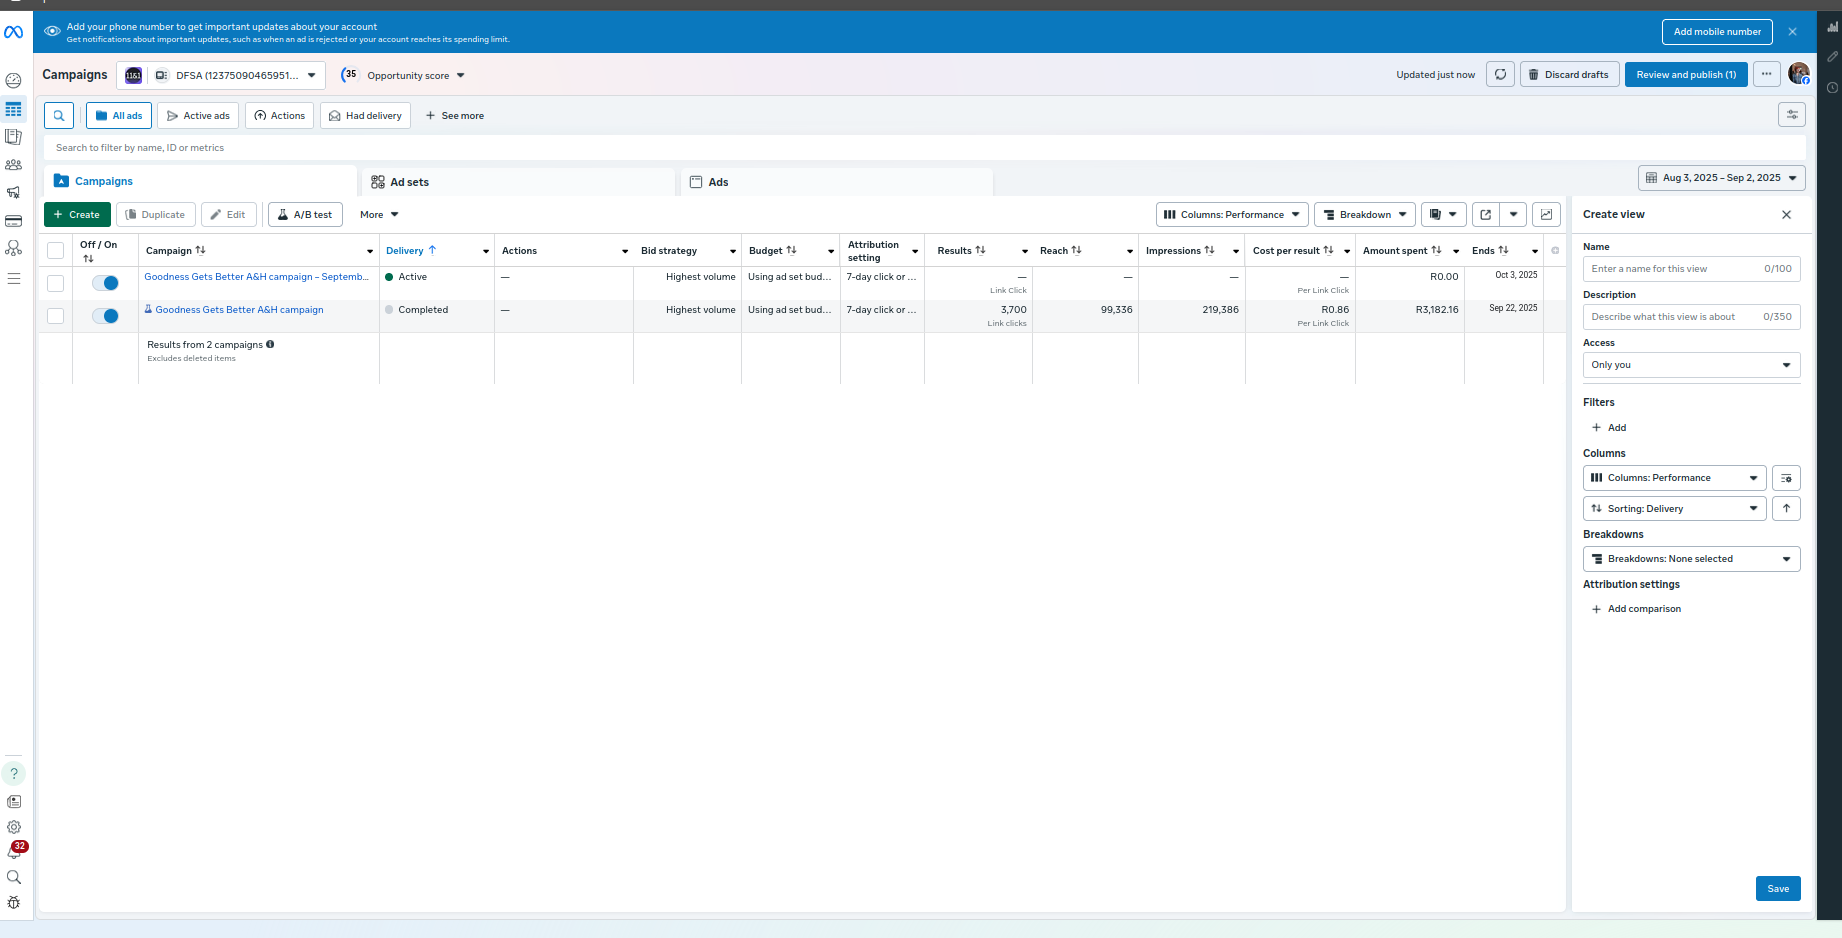 Add your phone number to get important updates about your account
Get notifications about important updates, such as when an ad is rejected or your account reaches its spending limit.
Add mobile number
Campaigns
11&1
DFSA (12375090465951...
35
Opportunity score
Updated just now
Discard drafts
Review and publish (1)
All ads
Active ads
Actions
Had delivery
See more
Search to filter by name, ID or metrics
Campaigns
Ad sets
Ads
Aug 3, 2025 – Sep 2, 2025
Create
Duplicate
Edit
A/B test
More
Columns: Performance
Breakdown
Off / On
Campaign
Delivery
Actions
Bid strategy
Budget
Attribution
setting
Results
Reach
Impressions
Cost per result
Amount spent
Ends
Goodness Gets Better A&H campaign – Septemb...
Active
—
Highest volume
Using ad set bud...
7-day click or ...
—
Link Click
—
—
—
Per Link Click
R0.00
Oct 3, 2025
Goodness Gets Better A&H campaign
Completed
—
Highest volume
Using ad set bud...
7-day click or ...
3,700
Link clicks
99,336
219,386
R0.86
Per Link Click
R3,182.16
Sep 22, 2025
Results from 2 campaigns
Excludes deleted items
Create view
Name
Enter a name for this view
0/100
Description
Describe what this view is about
0/350
Access
Only you
Filters
Add
Columns
Columns: Performance
Sorting: Delivery
Breakdowns
Breakdowns: None selected
Attribution settings
Add comparison
Save
32